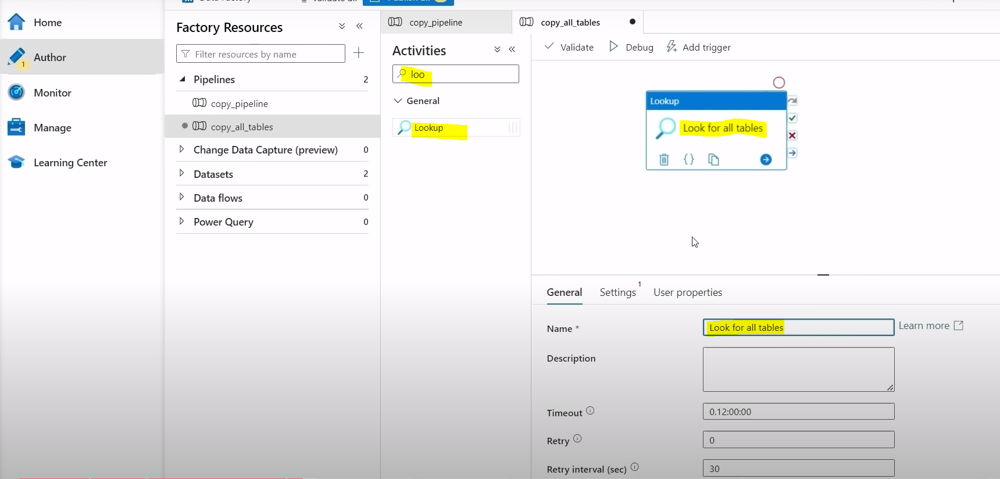 Home
Author
1
Monitor
Manage
Learning Center
Factory Resources
Filter resources by name
Pipelines 2
copy_pipeline
copy_all_tables
Change Data Capture (preview) 0
Datasets 2
Data flows 0
Power Query 0
copy_pipeline
copy_all_tables
Activities
loo
General
Lookup
Validate
Debug
Add trigger
Lookup
Look for all tables
{}
General
Settings 1
User properties
Name *
Look for all tables
Learn more
Description
Timeout
0.12:00:00
Retry
0
Retry interval (sec)
30